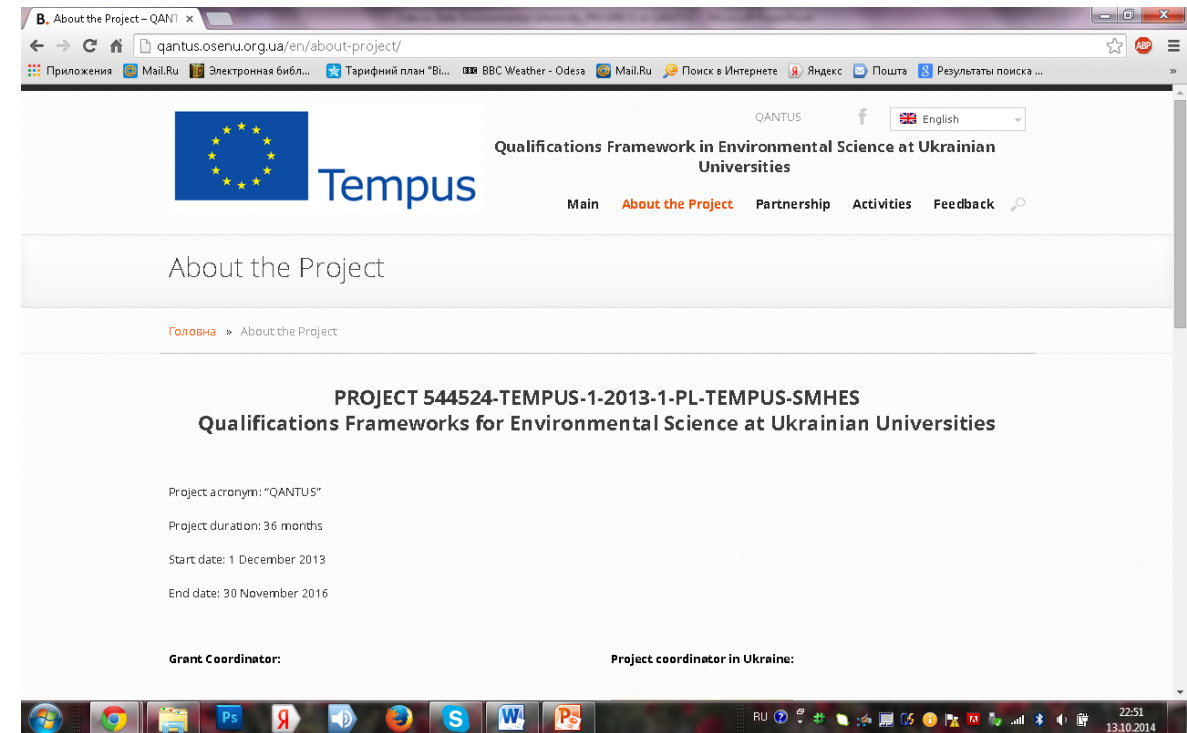 B. About the Project – QANT ×
qantus.osenu.org.ua/en/about-project/
ABP
Приложения Mail.Ru Электронная библ... Тарифний план "Bi... BBC Weather - Odesa Mail.Ru Поиск в Интернете Яндекс Пошта Результаты поиска ... »
QANTUS f English
Tempus
Qualifications Framework in Environmental Science at Ukrainian
Universities
Main About the Project Partnership Activities Feedback
About the Project
Головна » About the Project
PROJECT 544524-TEMPUS-1-2013-1-PL-TEMPUS-SMHES
Qualifications Frameworks for Environmental Science at Ukrainian Universities
Project acronym: “QANTUS”
Project duration: 36 months
Start date: 1 December 2013
End date: 30 November 2016
Grant Coordinator: Project coordinator in Ukraine:
Ps Я S W P RU 22:51
13.10.2014